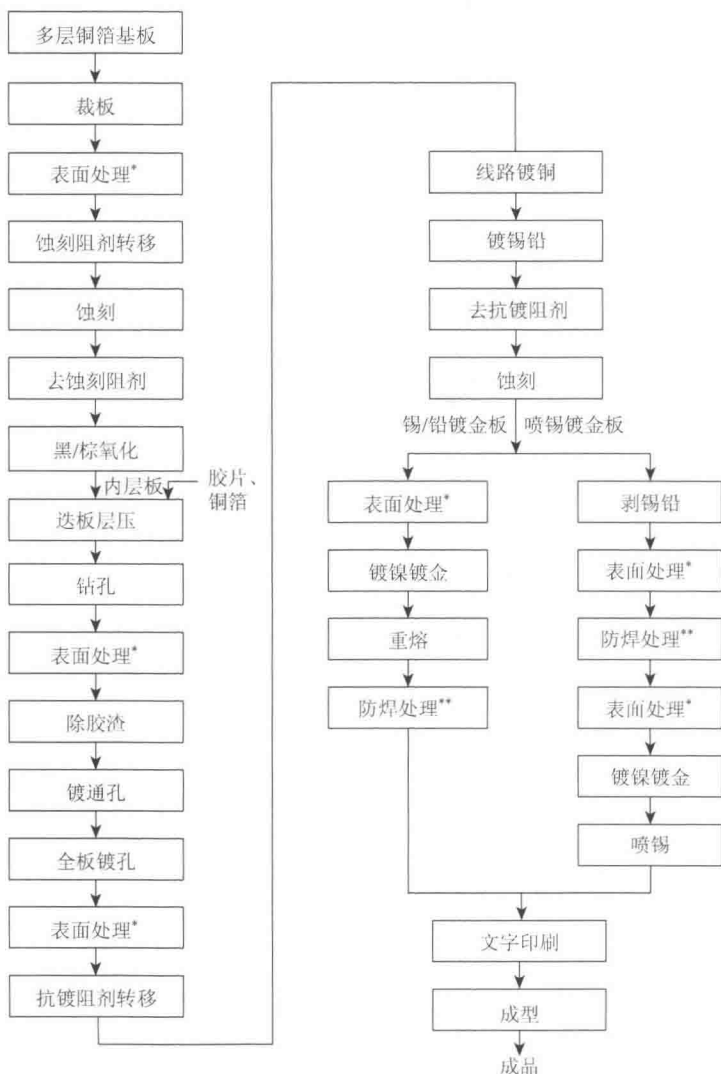 多层铜箔基板
裁板
表面处理*
蚀刻阻剂转移
蚀刻
去蚀刻阻剂
黑/棕氧化
内层板
胶片、
铜箔
迭板层压
钻孔
表面处理*
除胶渣
镀通孔
全板镀孔
表面处理*
抗镀阻剂转移
线路镀铜
镀锡铅
去抗镀阻剂
蚀刻
锡/铅镀金板
喷锡镀金板
表面处理*
镀镍镀金
重熔
防焊处理**
剥锡铅
表面处理*
防焊处理**
表面处理*
镀镍镀金
喷锡
文字印刷
成型
成品